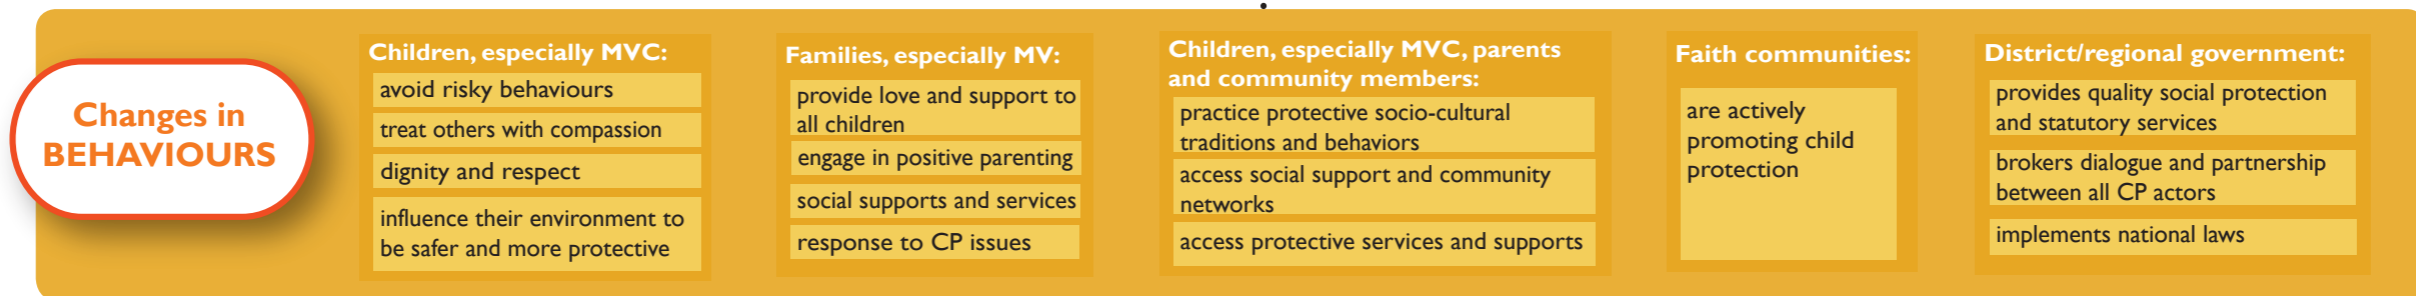 Changes in
BEHAVIOURS
Children, especially MVC:
avoid risky behaviours
treat others with compassion
dignity and respect
influence their environment to
be safer and more protective
Families, especially MV:
provide love and support to
all children
engage in positive parenting
social supports and services
response to CP issues
Children, especially MVC, parents
and community members:
practice protective socio-cultural
traditions and behaviors
access social support and community
networks
access protective services and supports
Faith communities:
are actively
promoting child
protection
District/regional government:
provides quality social protection
and statutory services
brokers dialogue and partnership
between all CP actors
implements national laws